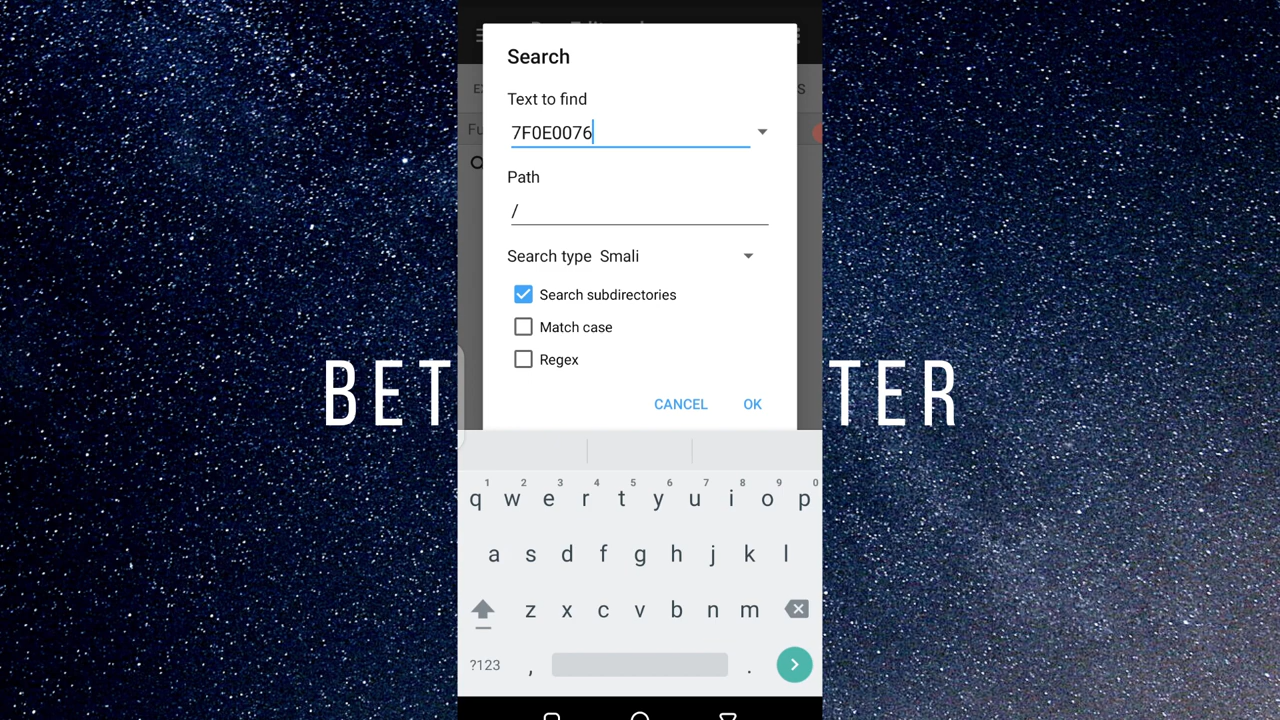 Search
Text to find
7F0E0076
Path
/
Search type Smali
Search subdirectories
Match case
Regex
CANCEL OK
BET TER
1 2 3 4 5 6 7 8 9 0
q w e r t y u i o p
a s d f g h j k l
z x c v b n m
?123 , .